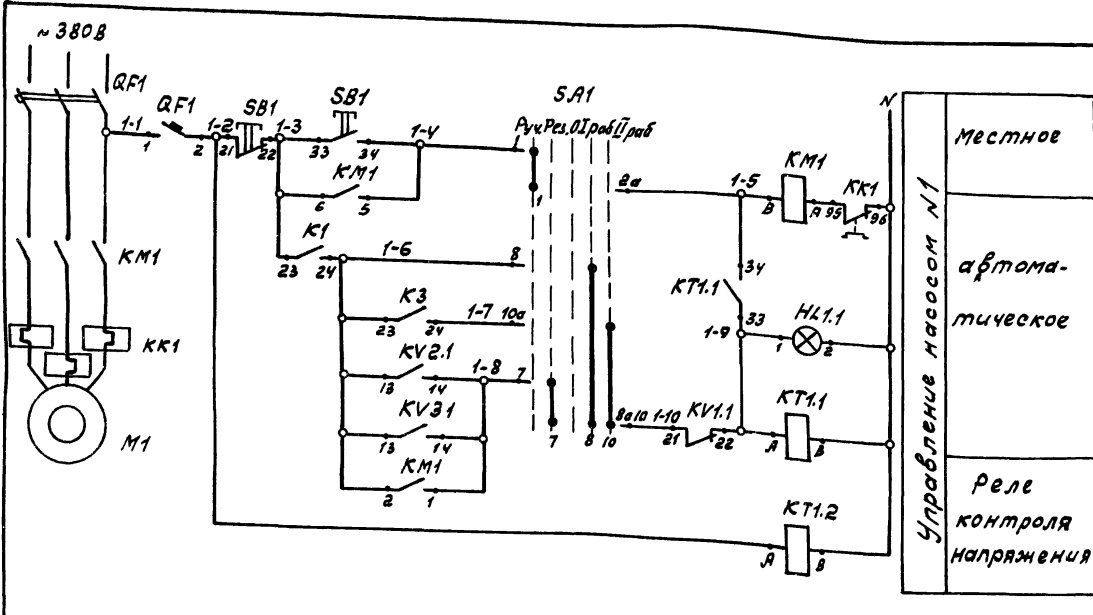 ~380В
QF1
QF1
SB1
SB1
SA1
N
1-1
1
2
1-2
21
22
1-3
33
34
1-4
Руч. Рез. 0 I раб II раб
1
KM1
6
5
2а
1-5
KM1
В
А
95
KK1
96
K1
23
24
1-6
8
KM1
K3
23
24
1-7
10а
KT1.1
34
33
1-9
HL1.1
1
2
KK1
KV2.1
13
14
1-8
7
KV3.1
13
14
7
8
10
8а10
1-10
KV1.1
21
22
KT1.1
А
В
M1
KM1
2
1
KT1.2
А
В
Управление насосом N1
местное
автома-
тическое
Реле
контроля
напряжения